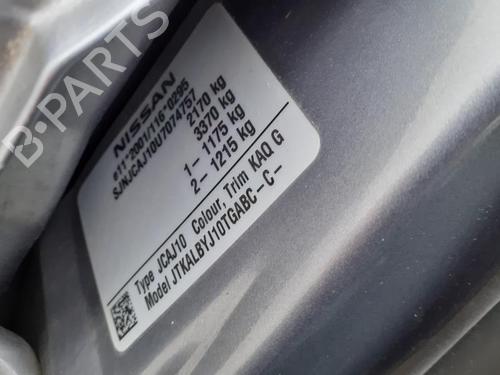 NISSAN
e11*2001/116*0295
SJNJCAJ10U7074757
2170 kg
3370 kg
1- 1175 kg
2- 1215 kg
Type JCAJ10 Colour, Trim KAQ G
Model JTKALBYJ10TGABC-C-
B-PARTS